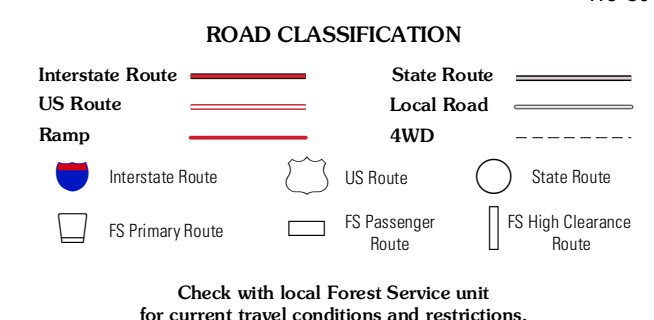 ROAD CLASSIFICATION
Interstate Route State Route
US Route Local Road
Ramp 4WD
Interstate Route US Route State Route
FS Primary Route FS Passenger Route FS High Clearance Route
Check with local Forest Service unit
for current travel conditions and restrictions.